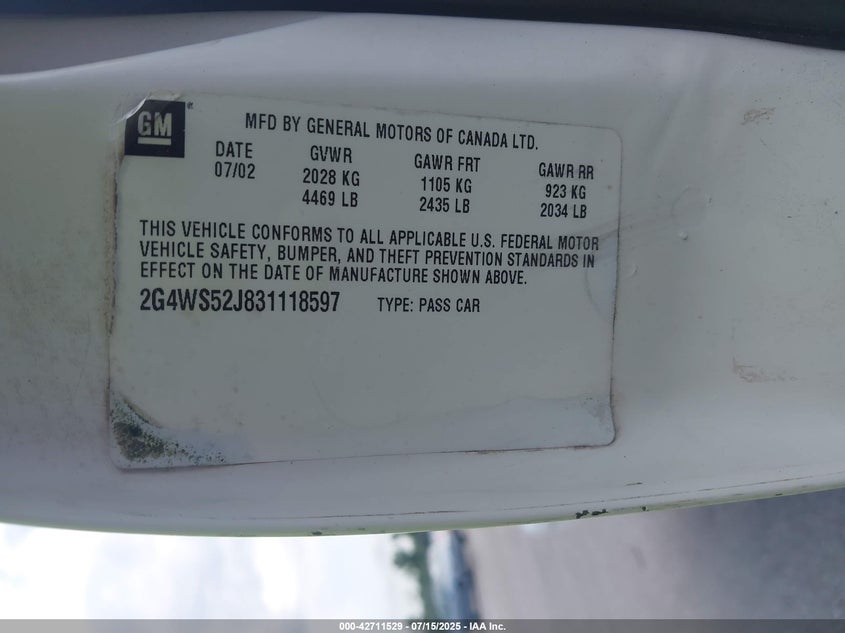 GM
MFD BY GENERAL MOTORS OF CANADA LTD.
DATE GVWR GAWR FRT GAWR RR
07/02 2028 KG 1105 KG 923 KG
4469 LB 2435 LB 2034 LB
THIS VEHICLE CONFORMS TO ALL APPLICABLE U.S. FEDERAL MOTOR
VEHICLE SAFETY, BUMPER, AND THEFT PREVENTION STANDARDS IN
EFFECT ON THE DATE OF MANUFACTURE SHOWN ABOVE.
2G4WS52J831118597 TYPE: PASS CAR
000-42711529 - 07/15/2025 - IAA Inc.